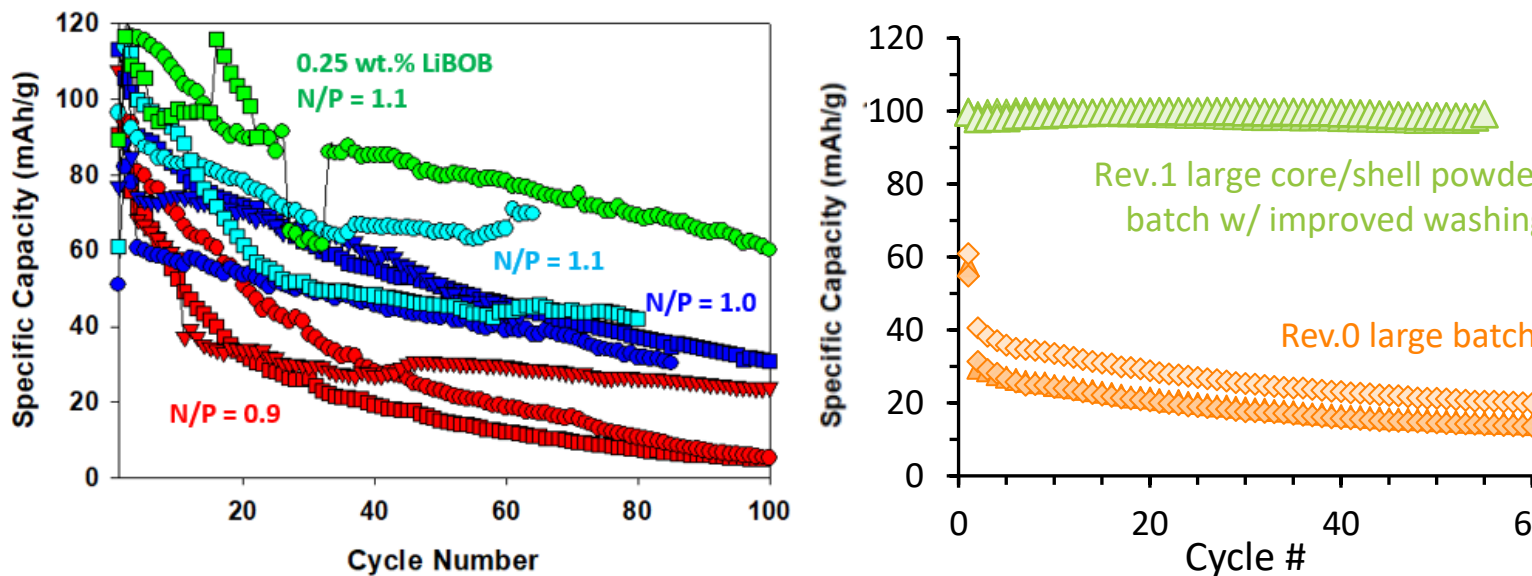 120
100
80
60
40
20
0
Specific Capacity (mAh/g)
0.25 wt.% LiBOB
N/P = 1.1
N/P = 1.1
N/P = 1.0
N/P = 0.9
20
40
60
80
100
Cycle Number
120
100
80
60
40
20
0
Specific Capacity (mAh/g)
Rev.1 large core/shell powde
batch w/ improved washing
Rev.0 large batch
0
20
40
6
Cycle #